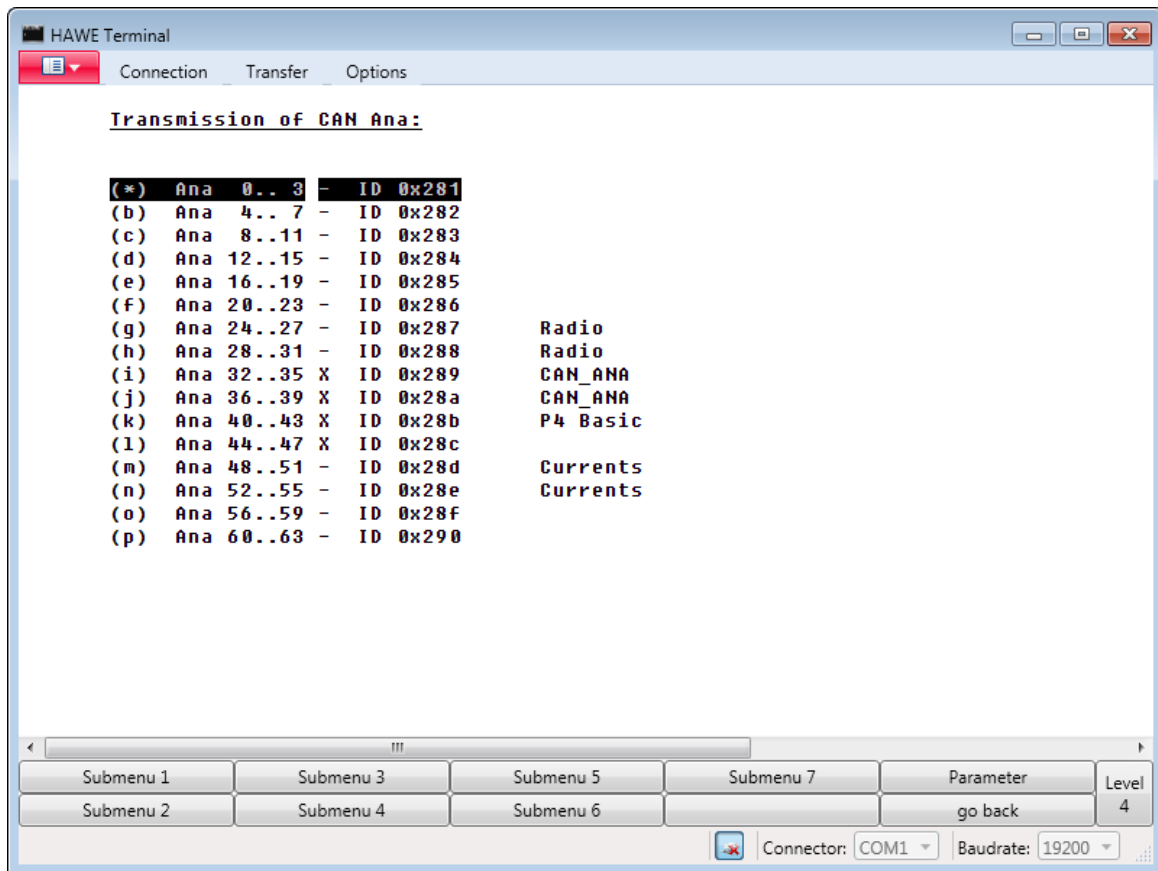 HAWE Terminal
Connection Transfer Options
Transmission of CAN Ana:
(*) Ana 0.. 3 - ID 0x281
(b) Ana 4.. 7 - ID 0x282
(c) Ana 8..11 - ID 0x283
(d) Ana 12..15 - ID 0x284
(e) Ana 16..19 - ID 0x285
(f) Ana 20..23 - ID 0x286
(g) Ana 24..27 - ID 0x287 Radio
(h) Ana 28..31 - ID 0x288 Radio
(i) Ana 32..35 X ID 0x289 CAN_ANA
(j) Ana 36..39 X ID 0x28a CAN_ANA
(k) Ana 40..43 X ID 0x28b P4 Basic
(l) Ana 44..47 X ID 0x28c
(m) Ana 48..51 - ID 0x28d Currents
(n) Ana 52..55 - ID 0x28e Currents
(o) Ana 56..59 - ID 0x28f
(p) Ana 60..63 - ID 0x290
Submenu 1 Submenu 3 Submenu 5 Submenu 7 Parameter Level
Submenu 2 Submenu 4 Submenu 6 go back 4
Connector: COM1 Baudrate: 19200